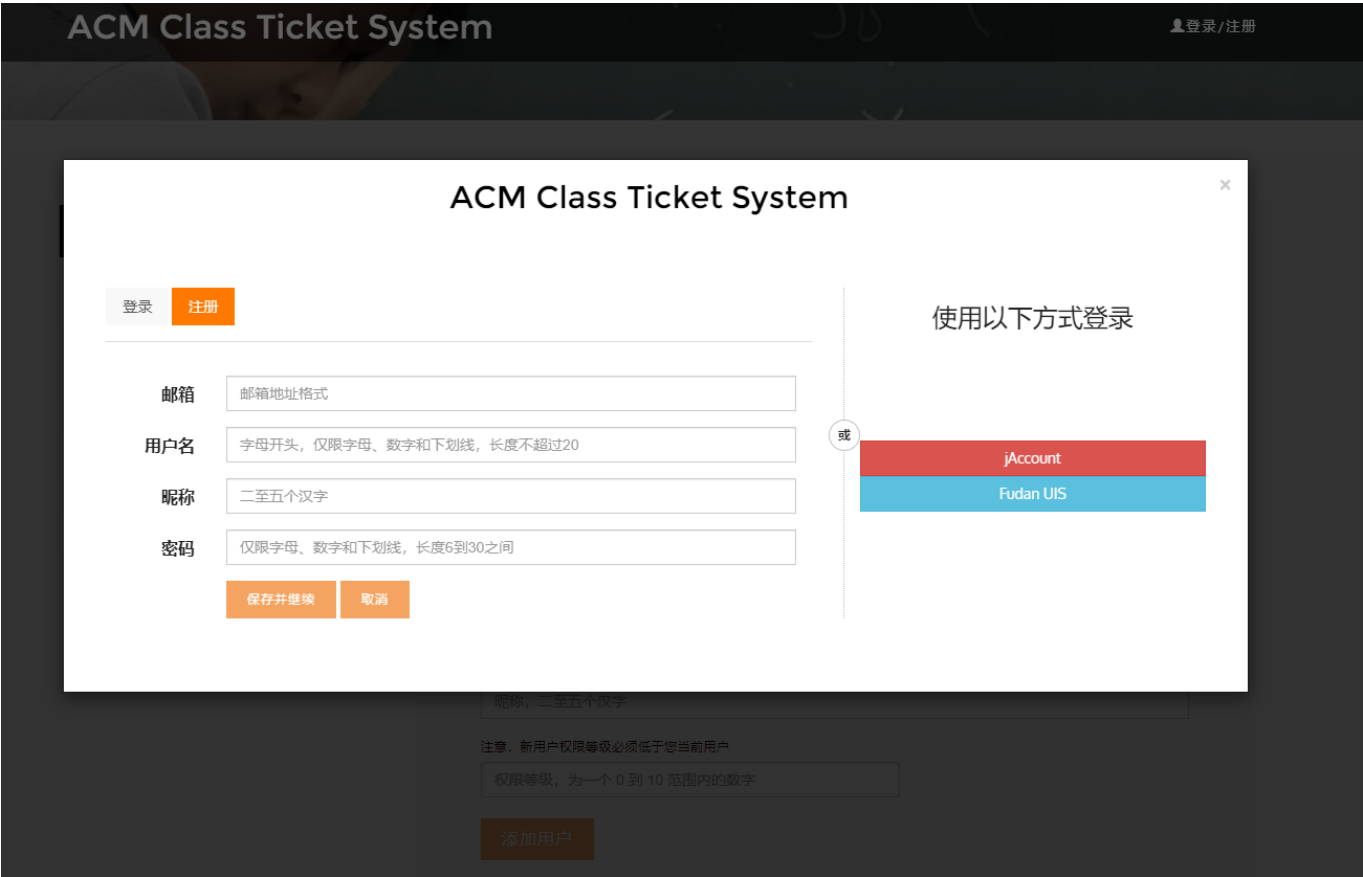 ACM Class Ticket System
登录/注册
ACM Class Ticket System
×
登录 注册
使用以下方式登录
邮箱 邮箱地址格式
用户名 字母开头，仅限字母、数字和下划线，长度不超过20
或
jAccount
昵称 二至五个汉字
Fudan UIS
密码 仅限字母、数字和下划线，长度6到30之间
保存并继续 取消
昵称，二至五个汉字
注意，新用户权限等级必须低于您当前用户
权限等级，为一个 0 到 10 范围内的数字
添加用户